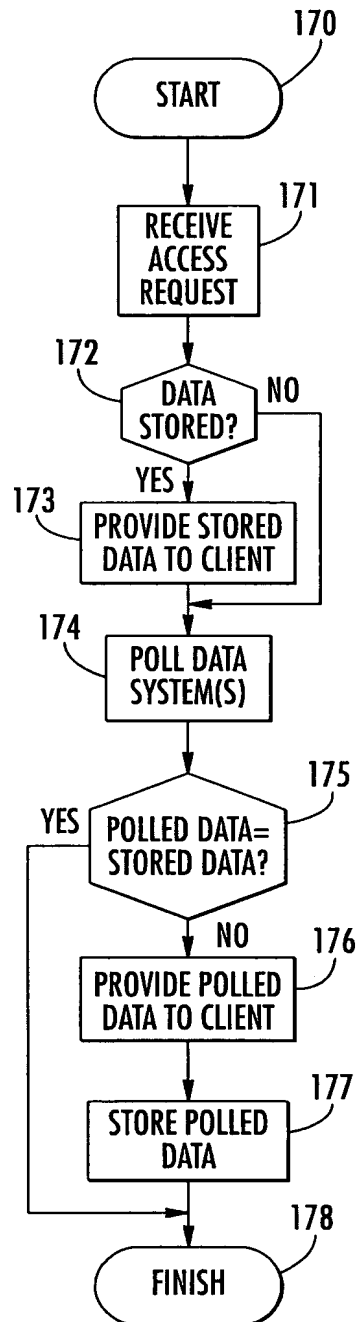 170
START
171
RECEIVE
ACCESS
REQUEST
172
DATA
STORED?
NO
YES
173
PROVIDE STORED
DATA TO CLIENT
174
POLL DATA
SYSTEM(S)
175
YES
POLLED DATA=
STORED DATA?
NO
176
PROVIDE POLLED
DATA TO CLIENT
177
STORE POLLED
DATA
178
FINISH